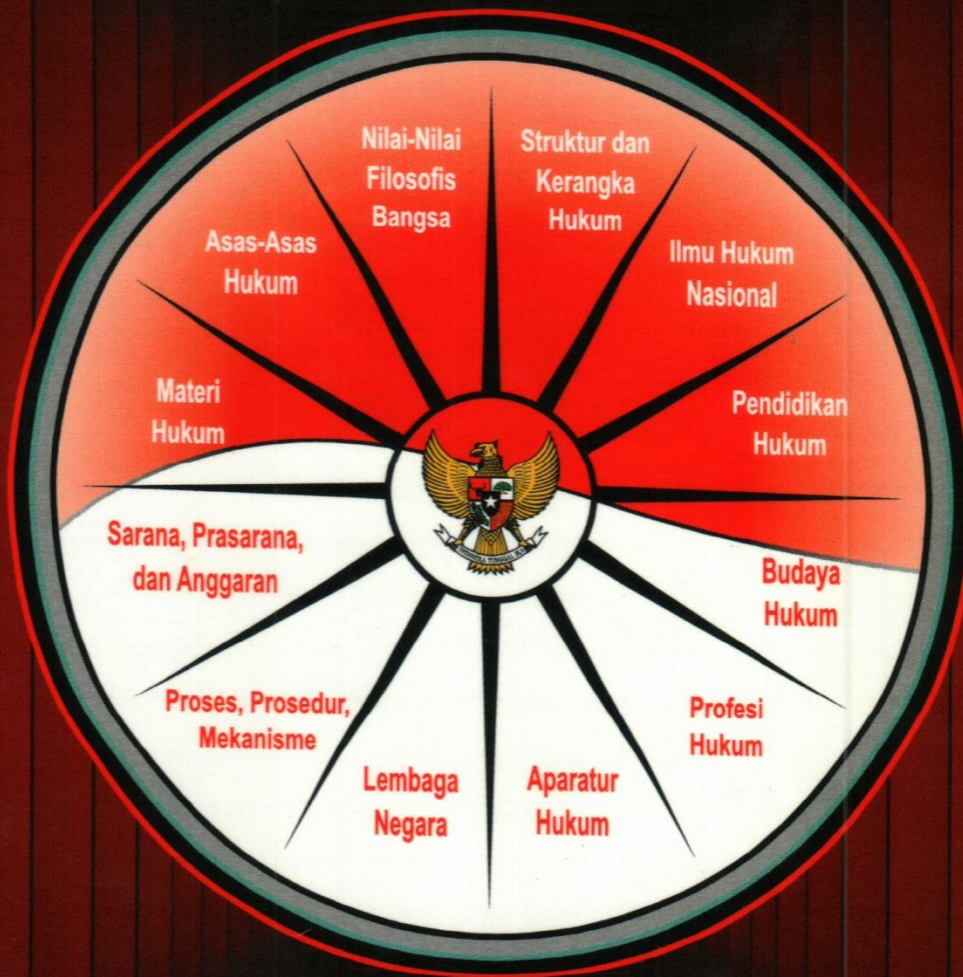 Nilai-Nilai
Filosofis
Bangsa
Struktur dan
Kerangka
Hukum
Ilmu Hukum
Nasional
Pendidikan
Hukum
Budaya
Hukum
Profesi
Hukum
Aparatur
Hukum
Lembaga
Negara
Proses, Prosedur,
Mekanisme
Sarana, Prasarana,
dan Anggaran
Materi
Hukum
Asas-Asas
Hukum